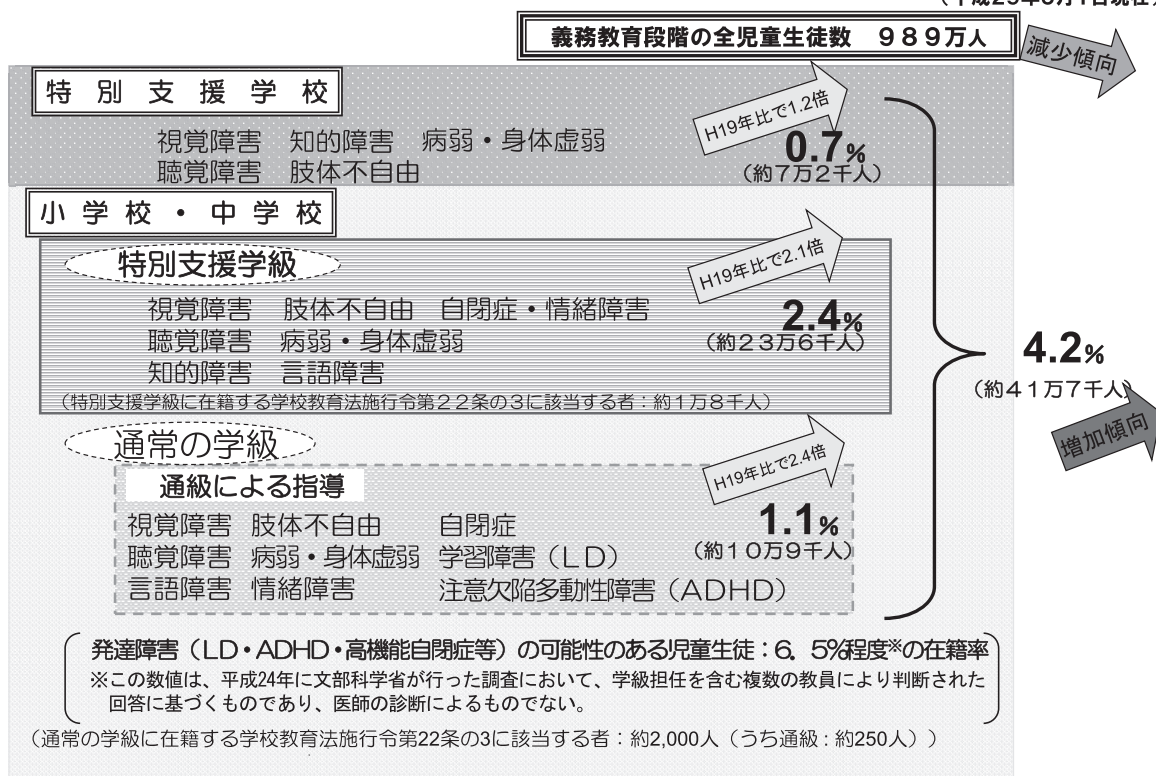 義務教育段階の全児童生徒数　９８９万人
減少傾向
特別支援学校
H19年比で1.2倍
視覚障害　知的障害　病弱・身体虚弱
聴覚障害　肢体不自由
0.7%
（約７万２千人）
小学校・中学校
特別支援学級
H19年比で2.1倍
視覚障害　肢体不自由　自閉症・情緒障害
聴覚障害　病弱・身体虚弱
知的障害　言語障害
2.4%
（約２３万６千人）
（特別支援学級に在籍する学校教育法施行令第２２条の３に該当する者：約１万８千人）
4.2%
（約４１万７千人）
増加傾向
通常の学級
H19年比で2.4倍
通級による指導
視覚障害　肢体不自由　自閉症
聴覚障害　病弱・身体虚弱　学習障害（ＬＤ）
言語障害　情緒障害　注意欠陥多動性障害（ＡＤＨＤ）
1.1%
（約１０万９千人）
発達障害（ＬＤ・ＡＤＨＤ・高機能自閉症等）の可能性のある児童生徒：６．５％程度※の在籍率
※この数値は、平成24年に文部科学省が行った調査において、学級担任を含む複数の教員により判断された
回答に基づくものであり、医師の診断によるものでない。
（通常の学級に在籍する学校教育法施行令第22条の3に該当する者：約2,000人（うち通級：約250人））